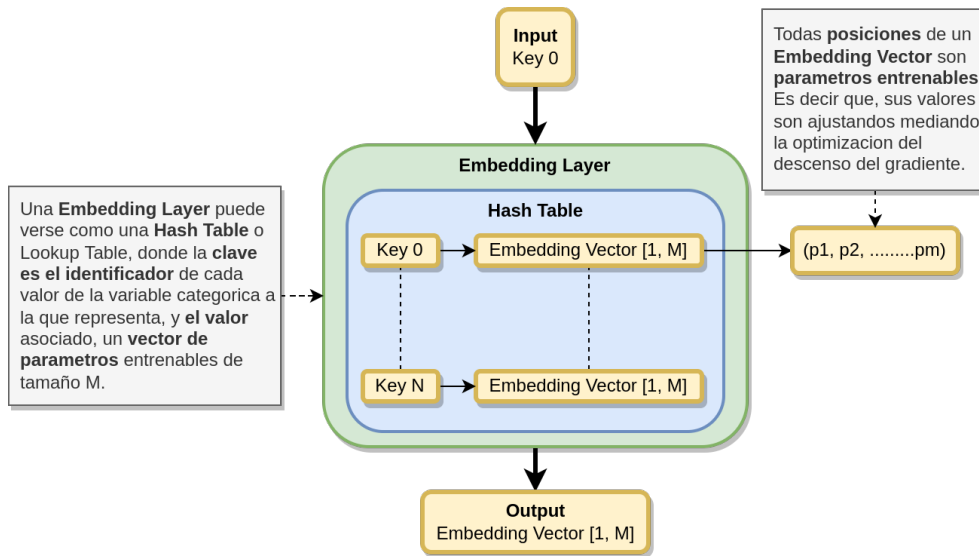 Input
Key 0
Todas posiciones de un
Embedding Vector son
parametros entrenables
Es decir que, sus valores
son ajustandos mediando
la optimizacion del
descenso del gradiente.
Embedding Layer
Hash Table
Una Embedding Layer puede
verse como una Hash Table o
Lookup Table, donde la clave
es el identificador de cada
valor de la variable categorica a
la que representa, y el valor
asociado, un vector de
parametros entrenables de
tamaño M.
Key 0
Embedding Vector [1, M]
(p1, p2, .........pm)
Key N
Embedding Vector [1, M]
Output
Embedding Vector [1, M]